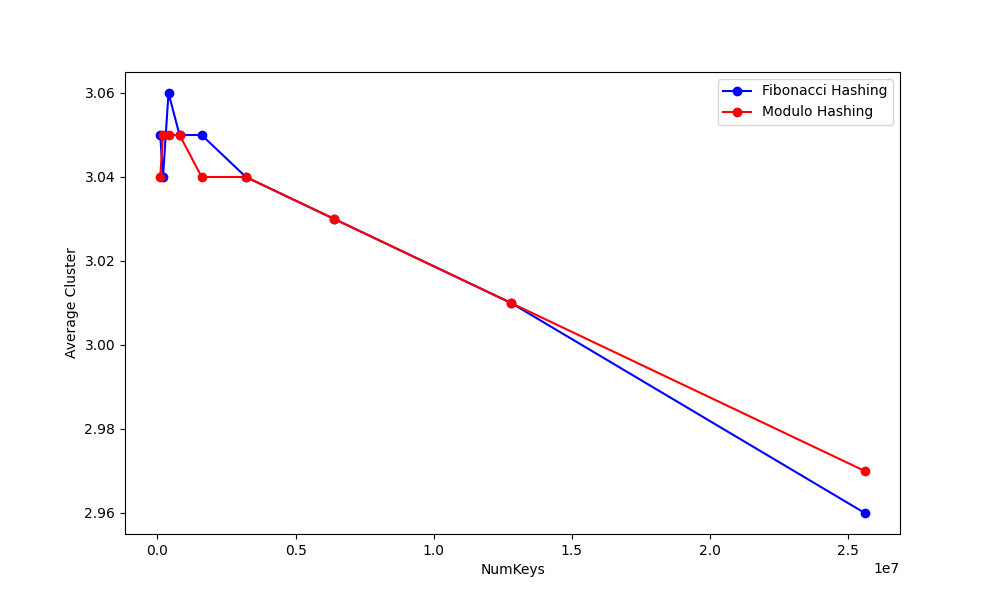 Fibonacci Hashing
Modulo Hashing
3.06
3.04
3.02
3.00
2.98
2.96
Average Cluster
0.0 0.5 1.0 1.5 2.0 2.5
1e7
NumKeys